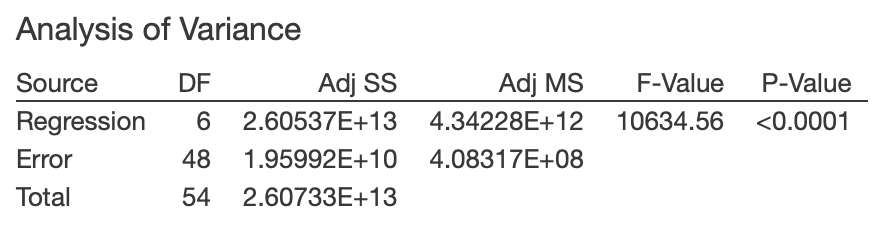 Analysis of Variance
Source DF Adj SS Adj MS F-Value P-Value
Regression 6 2.60537E+13 4.34228E+12 10634.56 <0.0001
Error 48 1.95992E+10 4.08317E+08
Total 54 2.60733E+13